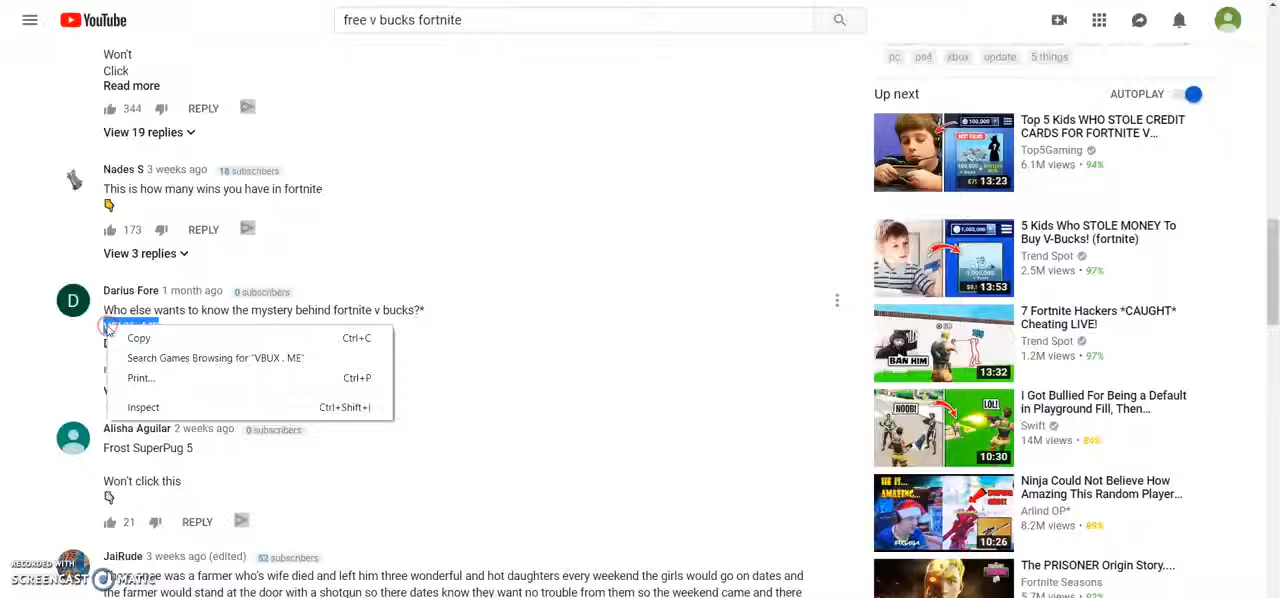 YouTube
free v bucks fortnite
Won't
Click
Read more
344 REPLY
View 19 replies
Nades S 3 weeks ago 18 subscribers
This is how many wins you have in fortnite
173 REPLY
View 3 replies
Darius Fore 1 month ago 0 subscribers
Who else wants to know the mystery behind fortnite v bucks?*
Copy Ctrl+C
Search Games Browsing for "VBUX . ME"
Print... Ctrl+P
Inspect Ctrl+Shift+I
Alisha Aguilar 2 weeks ago 0 subscribers
Frost SuperPug 5
Won't click this
21 REPLY
JaiRude 3 weeks ago (edited) 52 subscribers
was a farmer who's wife died and left him three wonderful and hot daughters every weekend the girls would go on dates and
the farmer would stand at the door with a shotgun so there dates know they want no trouble from them so the weekend came and there
RECORDED WITH
SCREENCAST MATIC
pc ps4 xbox update 5 things
Up next AUTOPLAY
Top 5 Kids WHO STOLE CREDIT
CARDS FOR FORTNITE V...
Top5Gaming
6.1M views • 94%
13:23
5 Kids Who STOLE MONEY To
Buy V-Bucks! (fortnite)
Trend Spot
2.5M views • 97%
13:53
7 Fortnite Hackers *CAUGHT*
Cheating LIVE!
Trend Spot
1.2M views • 97%
BAN HIM
13:32
I Got Bullied For Being a Default
in Playground Fill, Then...
Swift
14M views • 84%
NOOB! LOL!
10:30
Ninja Could Not Believe How
Amazing This Random Player...
Arlind OP*
8.2M views • 89%
HE IS...
AMAZING...
10:26
The PRISONER Origin Story....
Fortnite Seasons
5.7M views • 92%